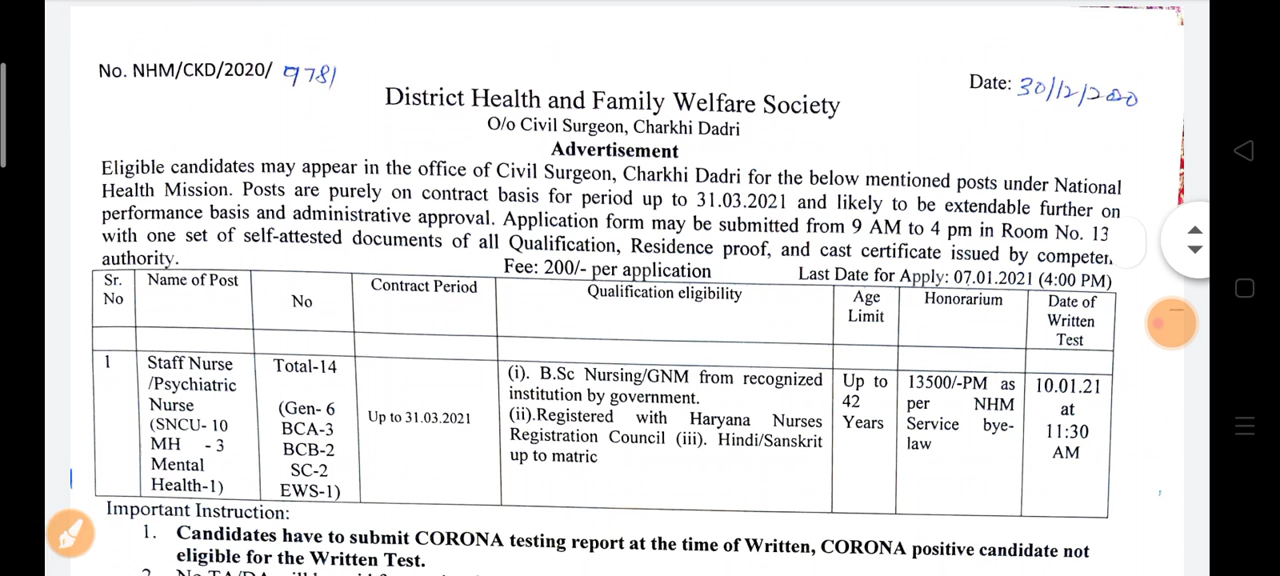 No. NHM/CKD/2020/ 9781
Date: 30/12/2020
District Health and Family Welfare Society
O/o Civil Surgeon, Charkhi Dadri
Advertisement
Eligible candidates may appear in the office of Civil Surgeon, Charkhi Dadri for the below mentioned posts under National
Health Mission. Posts are purely on contract basis for period up to 31.03.2021 and likely to be extendable further on
performance basis and administrative approval. Application form may be submitted from 9 AM to 4 pm in Room No. 13
with one set of self-attested documents of all Qualification, Residence proof, and cast certificate issued by
authority.
Fee: 200/- per application
Last Date for Apply: 07.01.2021 (4:00 PM)
Sr. No
Name of Post
No
Contract Period
Qualification eligibility
Age Limit
Honorarium
Date of Written Test
1
Staff Nurse
/Psychiatric
Nurse
(SNCU- 10
MH - 3
Mental
Health-1)
Total-14
(Gen- 6
BCA-3
BCB-2
SC-2
EWS-1)
Up to 31.03.2021
(i). B.Sc Nursing/GNM from recognized
institution by government.
(ii).Registered with Haryana Nurses
Registration Council (iii). Hindi/Sanskrit
up to matric
Up to
42
Years
13500/-PM as
per NHM
Service bye-
law
10.01.21
at
11:30
AM
Important Instruction:
1. Candidates have to submit CORONA testing report at the time of Written, CORONA positive candidate not
eligible for the Written Test.